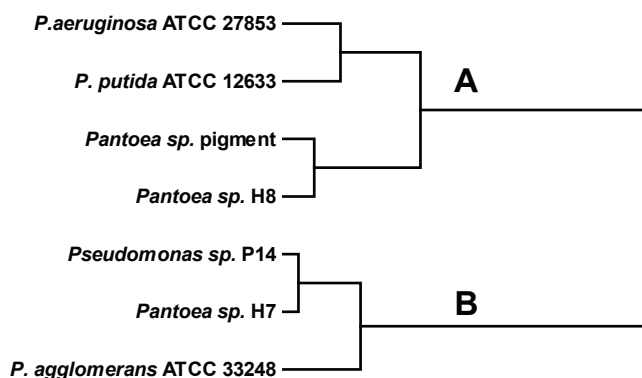 P.aeruginosa ATCC 27853
A
P. putida ATCC 12633
Pantoea sp. pigment
Pantoea sp. H8
Pseudomonas sp. P14
B
Pantoea sp. H7
P. agglomerans ATCC 33248